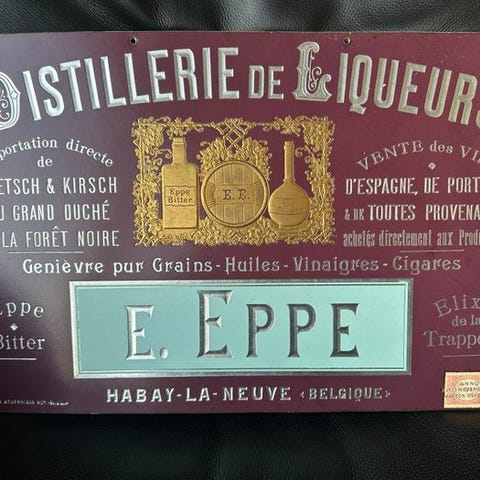 DISTILLERIE DE LIQUEURS
portation directe
de
ETSCH & KIRSCH
U GRAND DUCHÉ
LA FORÊT NOIRE
Eppe
Bitter
E. E.
VENTE des VI
D'ESPAGNE, DE PORT
& DE TOUTES PROVENA
achetés directement aux Produ
Genièvre pur Grains - Huiles - Vinaigres - Cigares
Eppe
Bitter
E. EPPE
Elix
de la
Trappe
HABAY-LA-NEUVE <BELGIQUE>